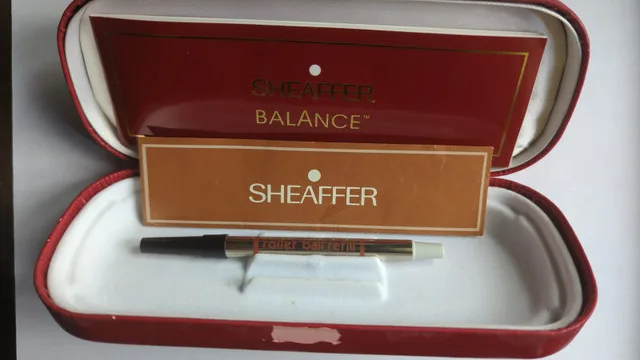 SHEAFFER.
BALANCE™
SHEAFFER
roller ball refill